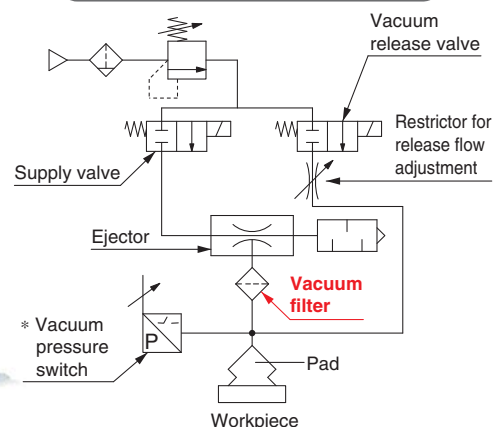 Vacuum
release valve
Restrictor for
release flow
adjustment
Supply valve
Ejector
Vacuum
filter
* Vacuum
pressure
switch
P
Pad
Workpiece